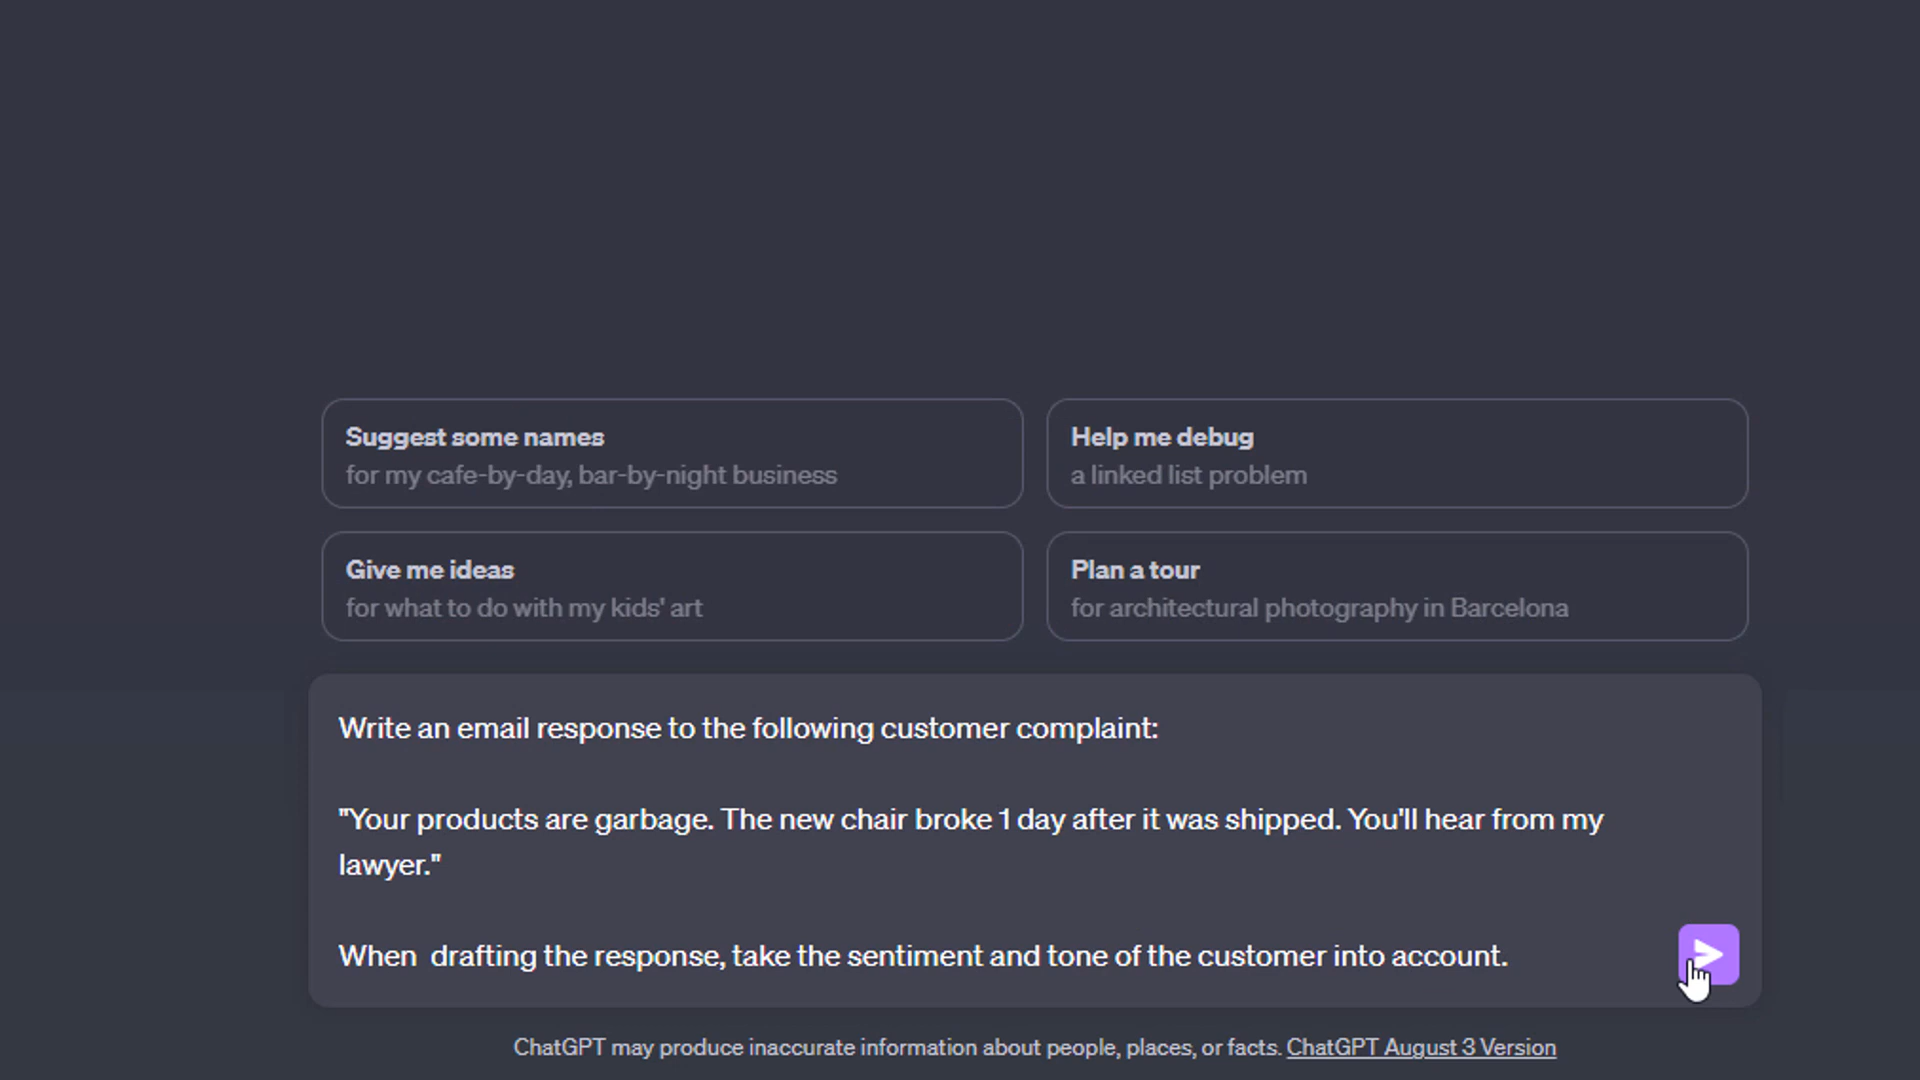 Suggest some names
for my cafe-by-day, bar-by-night business
Help me debug
a linked list problem
Give me ideas
for what to do with my kids' art
Plan a tour
for architectural photography in Barcelona
Write an email response to the following customer complaint:
"Your products are garbage. The new chair broke 1 day after it was shipped. You'll hear from my
lawyer."
When  drafting the response, take the sentiment and tone of the customer into account.
ChatGPT may produce inaccurate information about people, places, or facts. ChatGPT August 3 Version